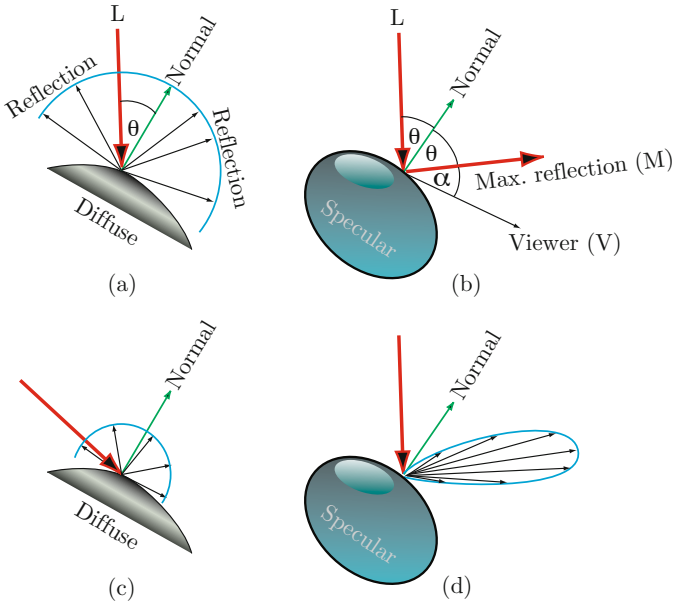 L
Normal
Reflection
θ
Reflection
Diffuse
(a)
L
Normal
θ
θ
α
Max. reflection (M)
Viewer (V)
Specular
(b)
Normal
Diffuse
(c)
Normal
Specular
(d)